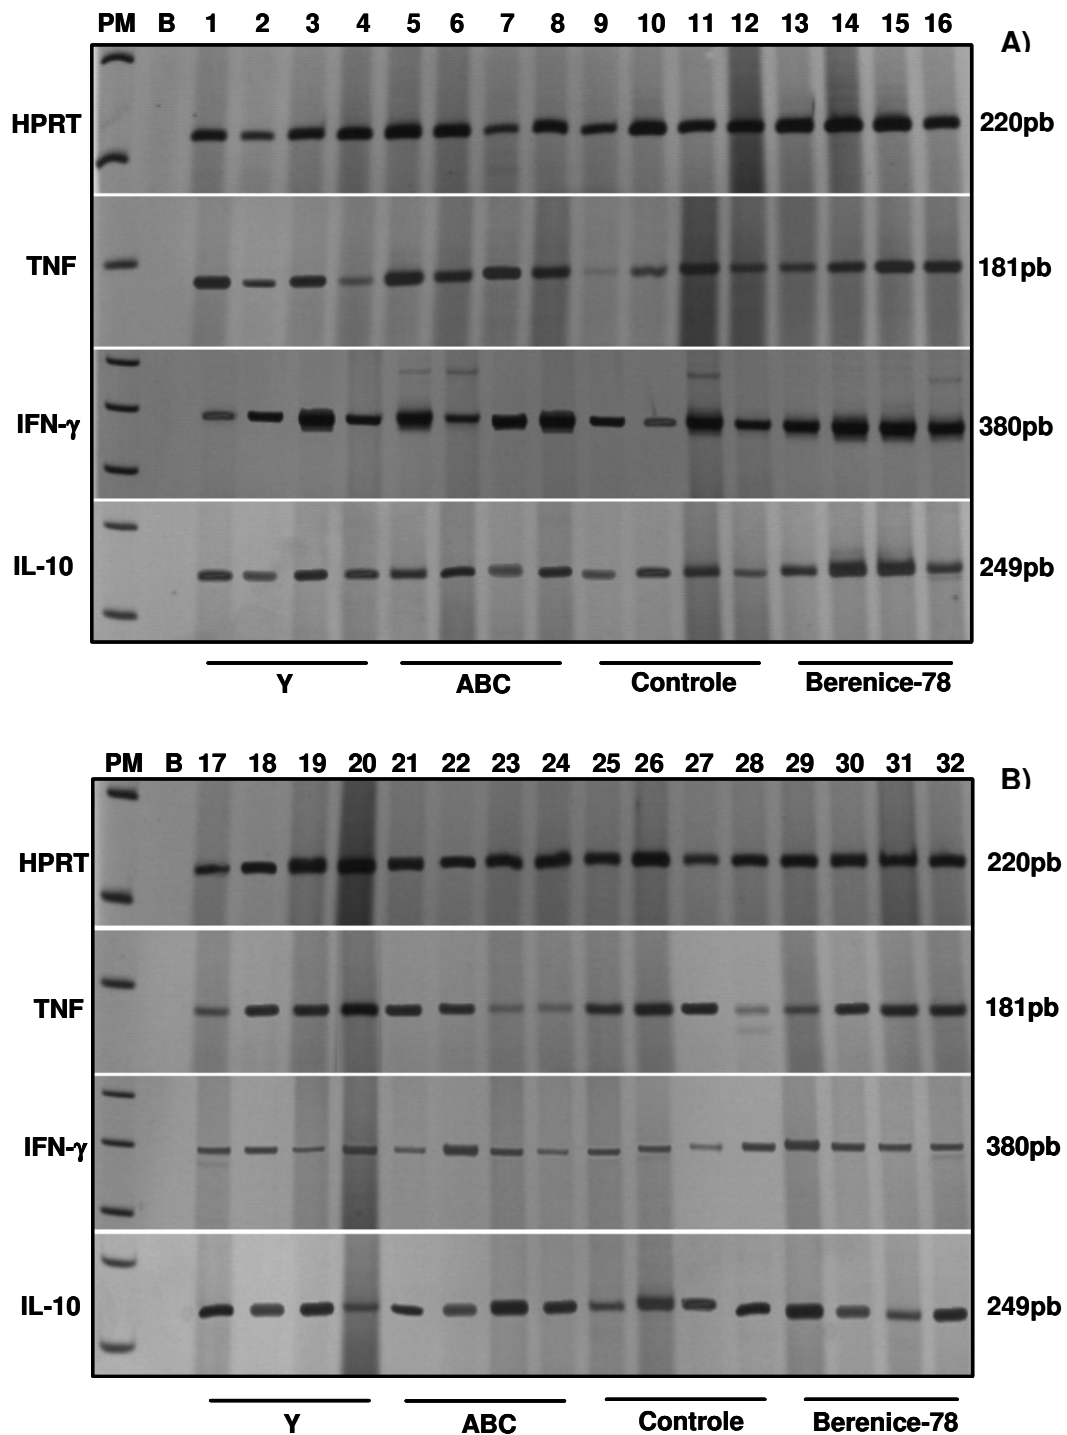 PM B 1 2 3 4 5 6 7 8 9 10 11 12 13 14 15 16
A)
HPRT 220pb
TNF 181pb
IFN-γ 380pb
IL-10 249pb
Y ABC Controle Berenice-78
PM B 17 18 19 20 21 22 23 24 25 26 27 28 29 30 31 32
B)
HPRT 220pb
TNF 181pb
IFN-γ 380pb
IL-10 249pb
Y ABC Controle Berenice-78